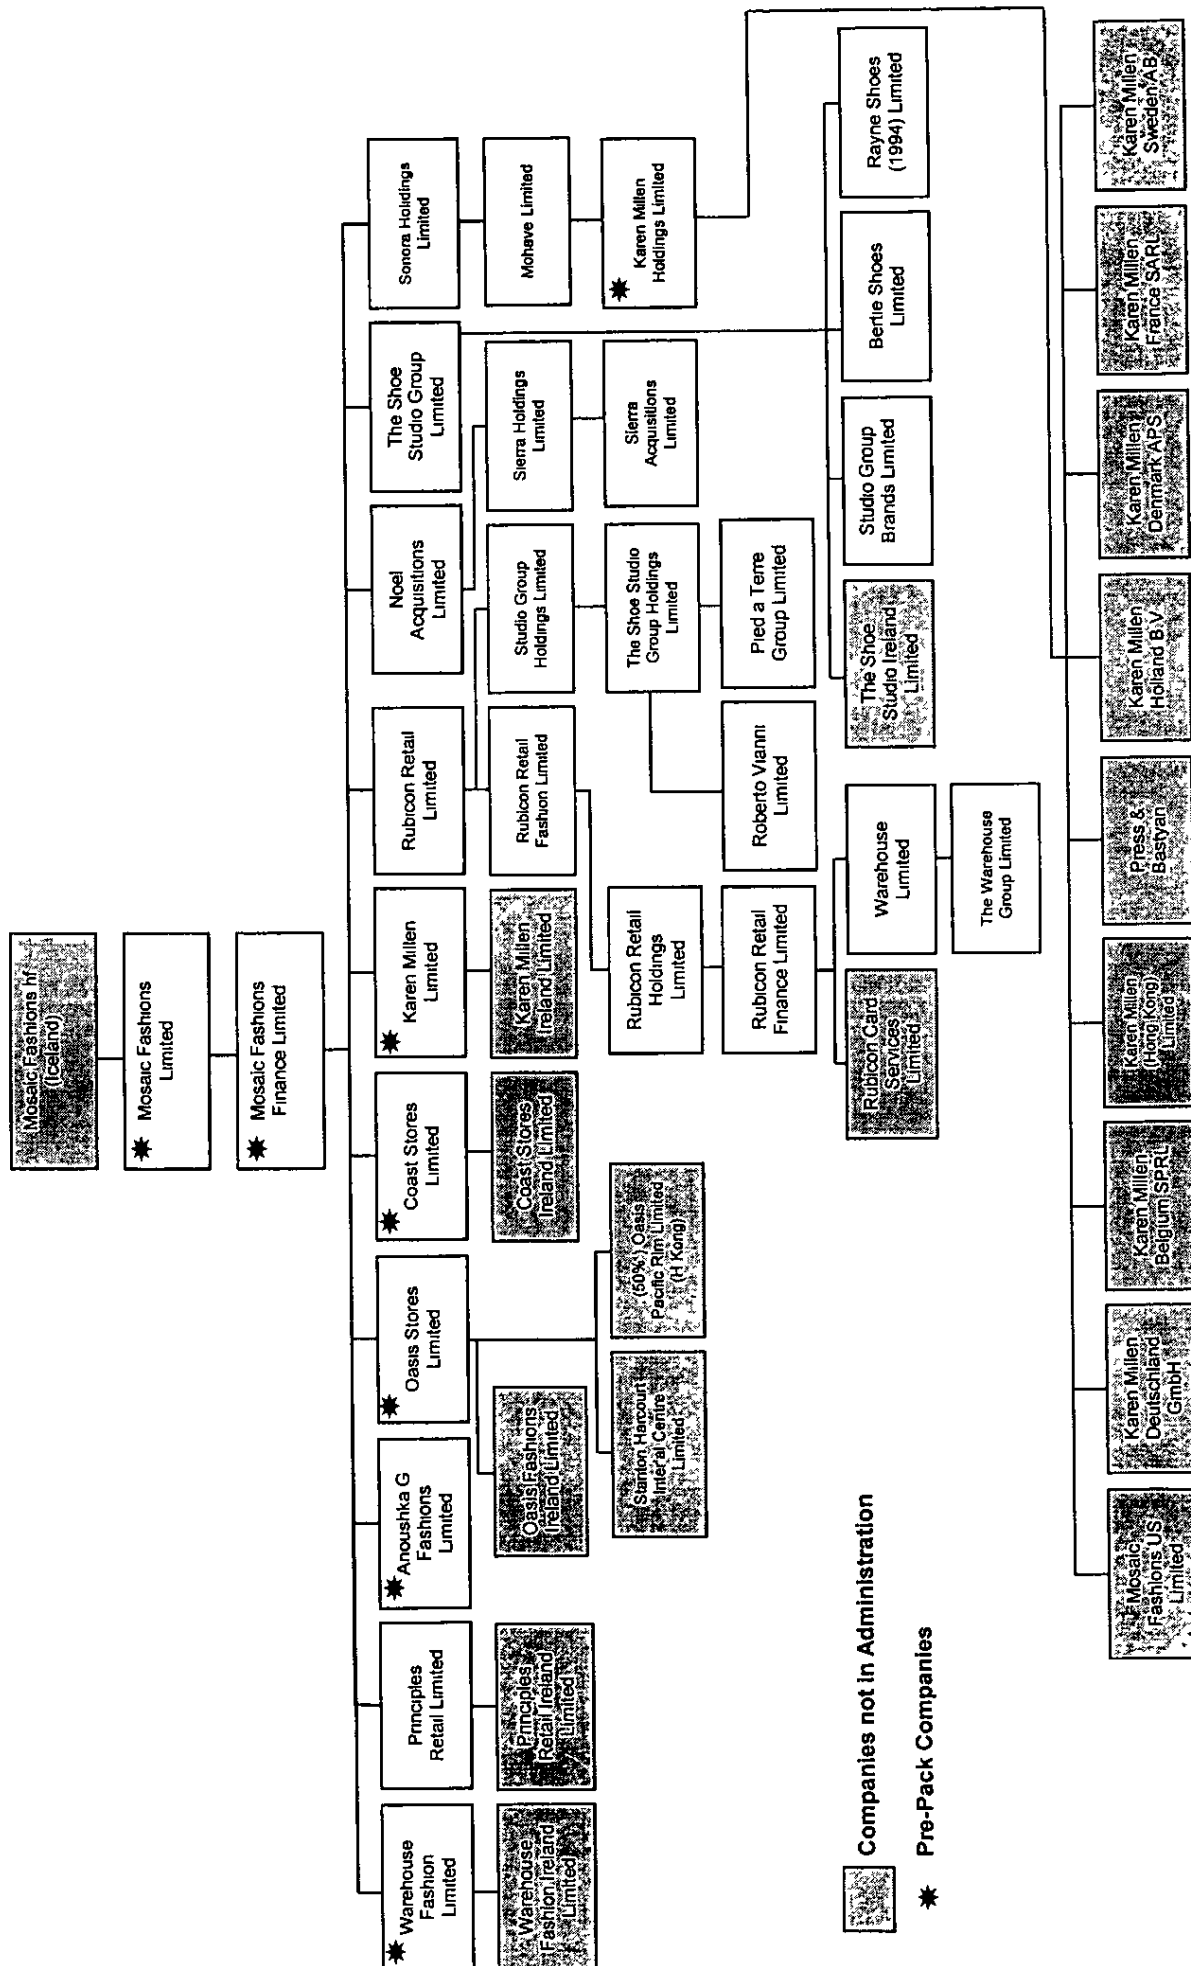 Mosaic Fashions hf
(Iceland)
Mosaic Fashions
Limited
Mosaic Fashions
Finance Limited
Warehouse
Fashion
Limited
Principles
Retail Limited
Anoushka G
Fashions
Limited
Oasis Stores
Limited
Coast Stores
Limited
Karen Millen
Limited
Rubicon Retail
Limited
Noel
Acquisitions
Limited
The Shoe
Studio Group
Limited
Sonora Holdings
Limited
Warehouse
Fashion Ireland
Limited
Principles
Retail Ireland
Limited
Oasis Fashions
Ireland Limited
Coast Stores
Ireland Limited
Karen Millen
Ireland Limited
Rubicon Retail
Fashion Limited
Studio Group
Holdings Limited
Sierra Holdings
Limited
Mohave Limited
Stanton Harcourt
Limited
(50%) Oasis
Pacific Rim Limited
(H Kong)
Rubicon Retail
Holdings
Limited
The Shoe Studio
Group Holdings
Limited
Sierra
Acquisitions
Limited
Karen Millen
Holdings Limited
Rubicon Retail
Finance Limited
Roberto Vianni
Limited
Pied a Terre
Group Limited
Rubicon Card
Services
Limited
Warehouse
Limited
The Shoe
Studio Ireland
Limited
Studio Group
Brands Limited
Bertie Shoes
Limited
Rayne Shoes
(1994) Limited
The Warehouse
Group Limited
Companies not in Administration
Pre-Pack Companies
Mosaic
Fashions US
Limited
Karen Millen
Deutschland
GmbH
Karen Millen
Belgium SPRL
Karen Millen
(Hong Kong)
Limited
Press &
Bastyan
Karen Millen
Holland B.V.
Karen Millen
Denmark APS
Karen Millen
France SARL
Karen Millen
Sweden AB